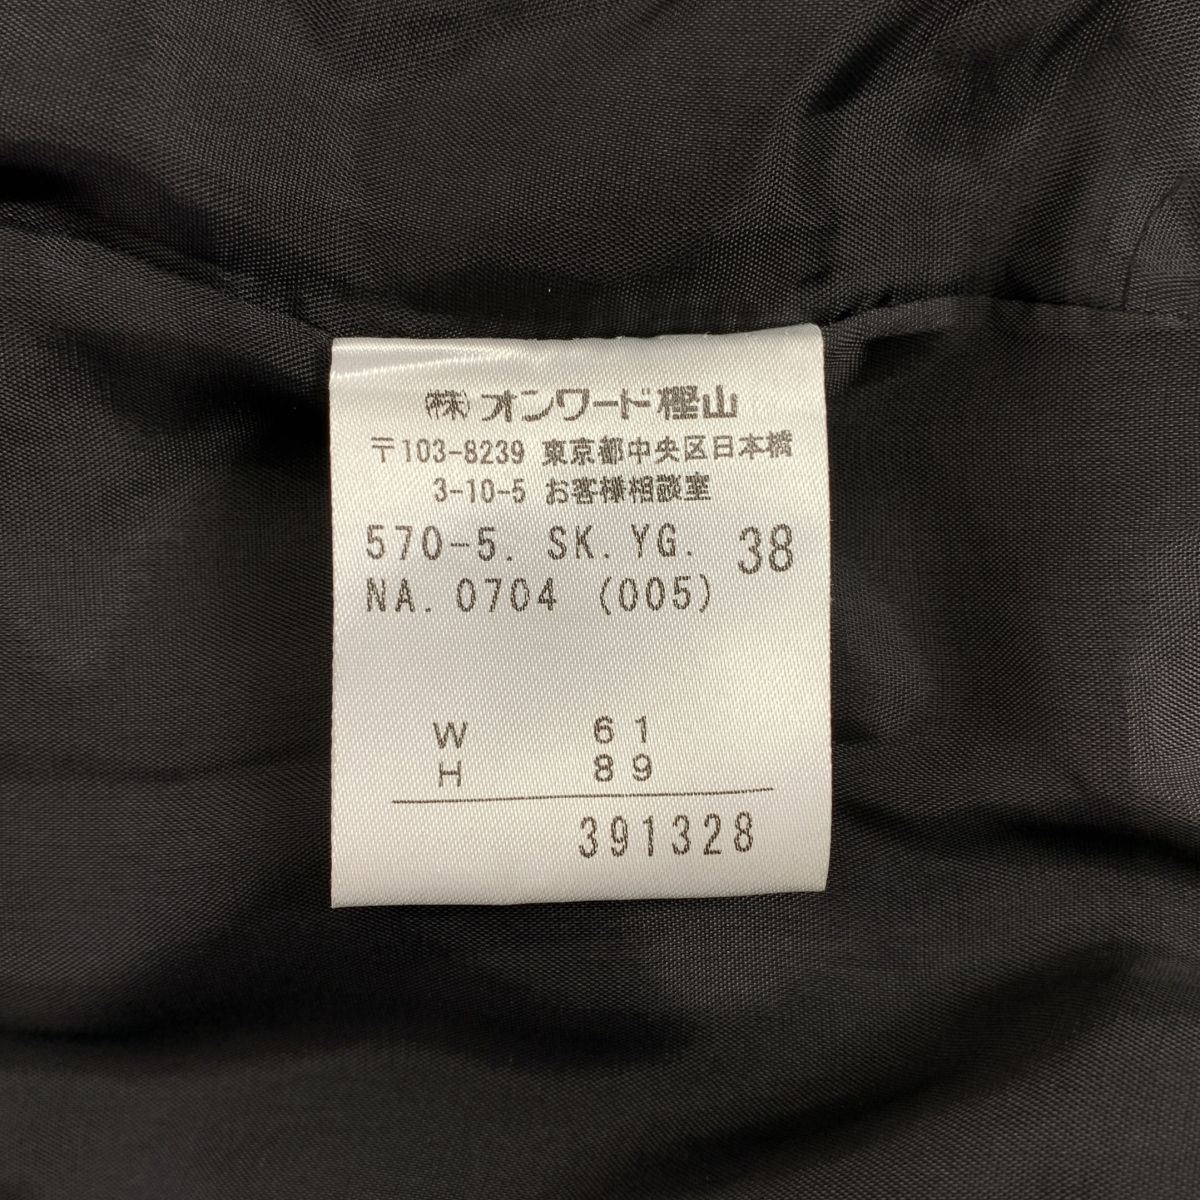 ㈱オンワード樫山
〒103-8239 東京都中央区日本橋
3-10-5 お客様相談室
570-5. SK. YG. 38
NA. 0704 (005)
W 61
H 89
391328